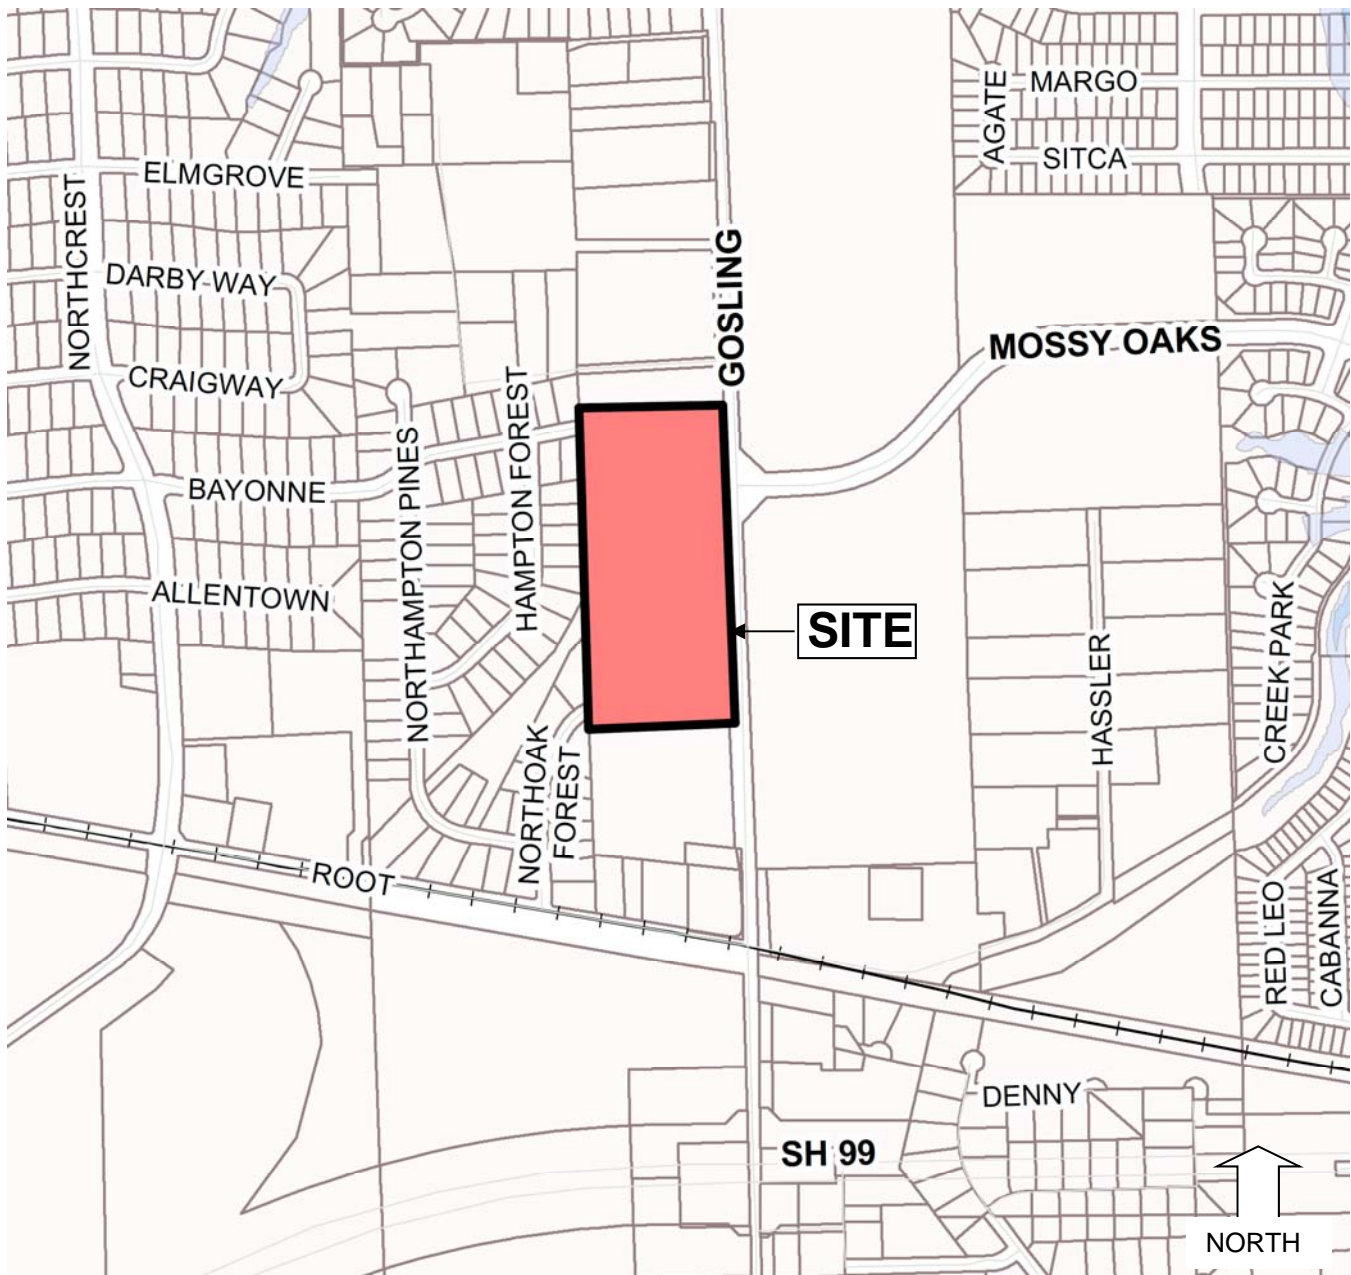 MARGO
AGATE
SITCA
ELMGROVE
NORTHCREST
DARBY WAY
GOSLING
MOSSY OAKS
CRAIGWAY
HAMPTON FOREST
NORTHAMPTON PINES
BAYONNE
ALLENTOWN
SITE
CREEK PARK
HASSLER
NORTHOAK
FOREST
ROOT
RED LEO
CABANNA
DENNY
SH 99
NORTH